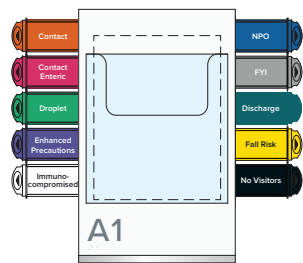 Contact
Contact
Enteric
Droplet
Enhanced
Precautions
Immuno-
compromised
NPO
FYI
Discharge
Fall Risk
No Visitors
A1